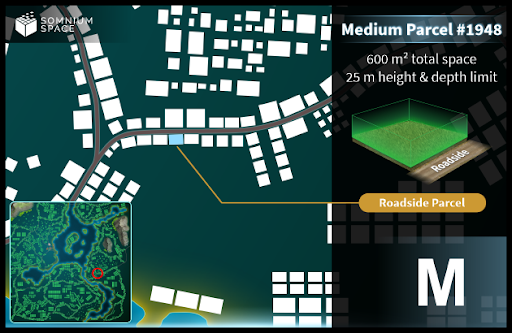 SOMNIUM
SPACE
Medium Parcel #1948
600 m² total space
25 m height & depth limit
Roadside
Roadside Parcel
M